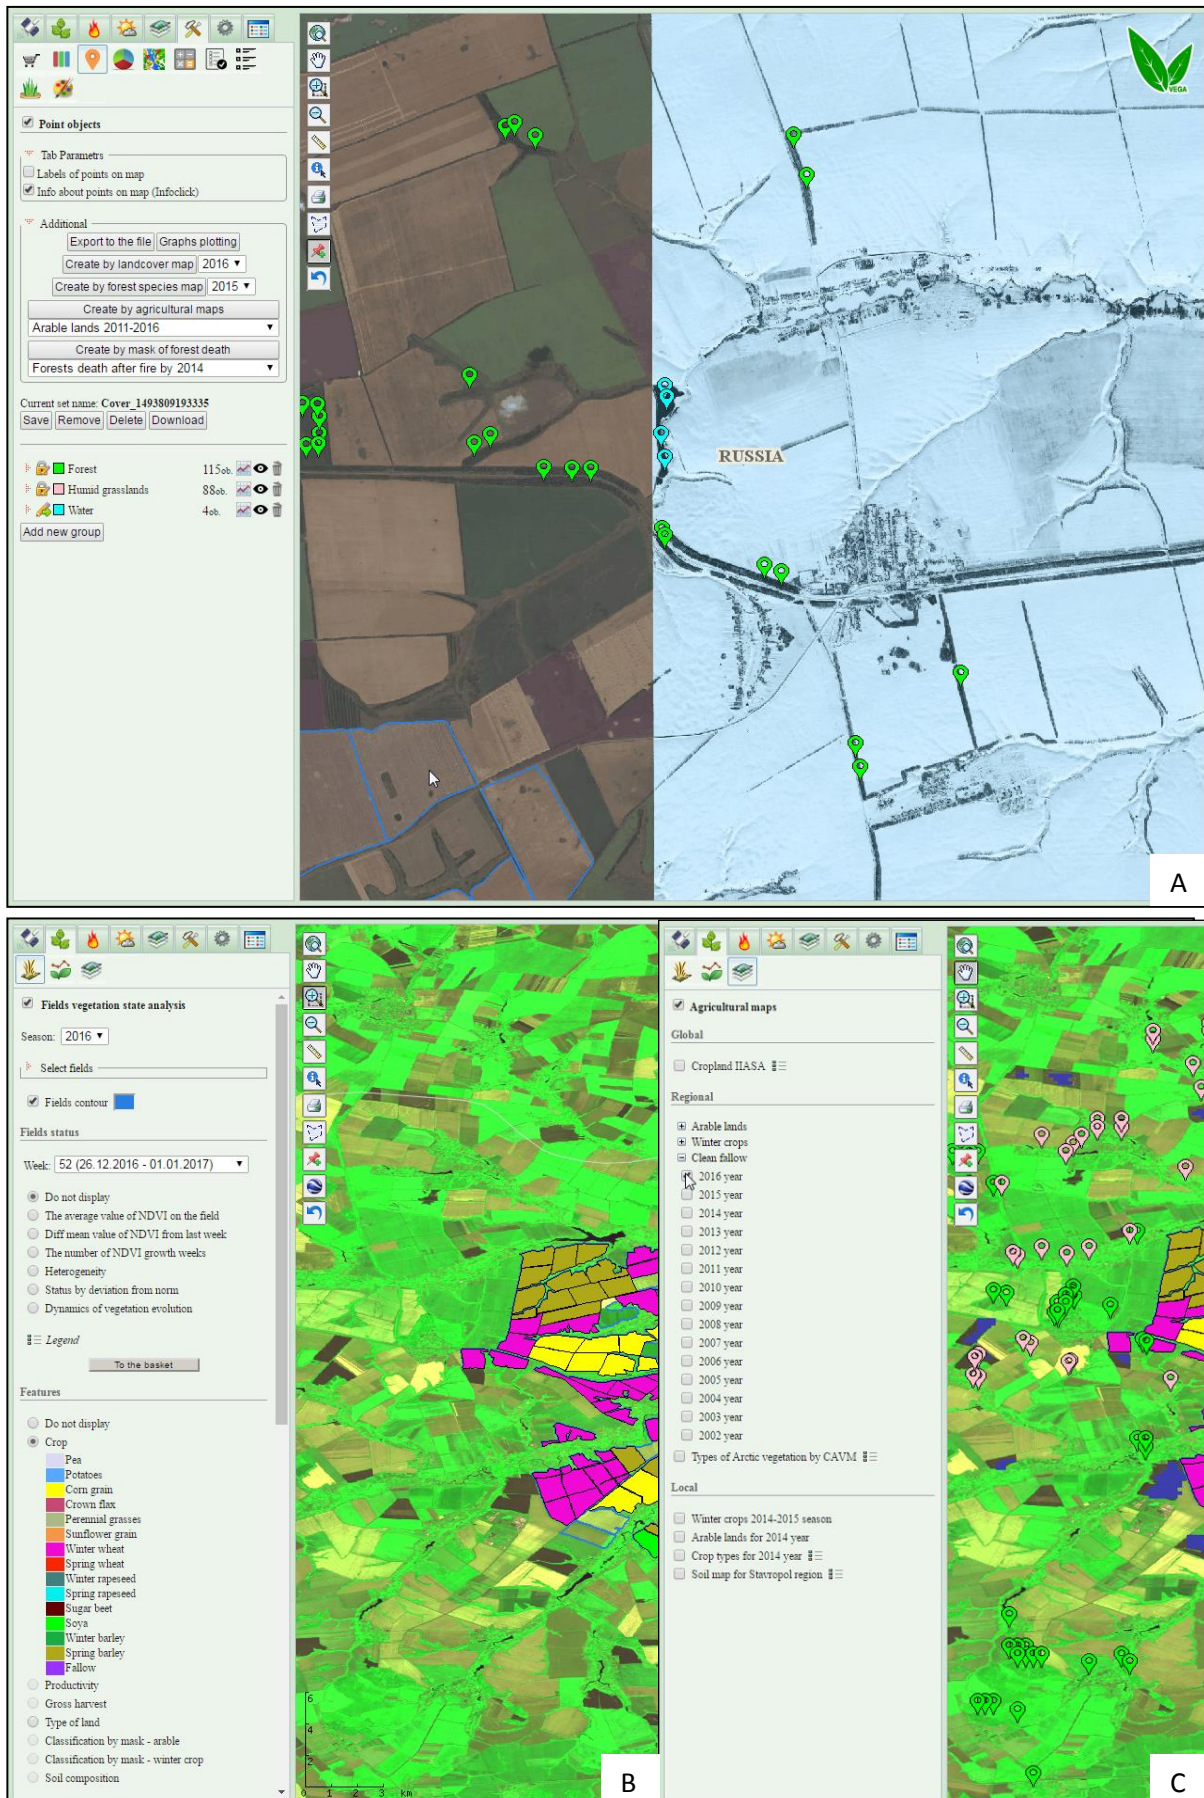 VEGA
Point objects
Tab Parametrs
Labels of points on map
Info about points on map (Infoclick)
Additional
Export to the file Graphs plotting
Create by landcover map 2016
Create by forest species map 2015
Create by agricultural maps
Arable lands 2011-2016
Create by mask of forest death
Forests death after fire by 2014
Current set name: Cover_1493809193335
Save Remove Delete Download
Forest 115ob.
Humid grasslands 88ob.
Water 4ob.
Add new group
RUSSIA
A
Fields vegetation state analysis
Season: 2016
Select fields
Fields contour
Fields status
Week: 52 (26.12.2016 - 01.01.2017)
Do not display
The average value of NDVI on the field
Diff mean value of NDVI from last week
The number of NDVI growth weeks
Heterogeneity
Status by deviation from norm
Dynamics of vegetation evolution
Legend
To the basket
Features
Do not display
Crop
Pea
Potatoes
Corn grain
Crown flax
Perennial grasses
Sunflower grain
Winter wheat
Spring wheat
Winter rapeseed
Spring rapeseed
Sugar beet
Soya
Winter barley
Spring barley
Fallow
Productivity
Gross harvest
Type of land
Classification by mask - arable
Classification by mask - winter crop
Soil composition
6
4
2
0 1 2 3 km
B
Agricultural maps
Global
Cropland IIASA
Regional
Arable lands
Winter crops
Clean fallow
2016 year
2015 year
2014 year
2013 year
2012 year
2011 year
2010 year
2009 year
2008 year
2007 year
2006 year
2005 year
2004 year
2003 year
2002 year
Types of Arctic vegetation by CAVM
Local
Winter crops 2014-2015 season
Arable lands for 2014 year
Crop types for 2014 year
Soil map for Stavropol region
C